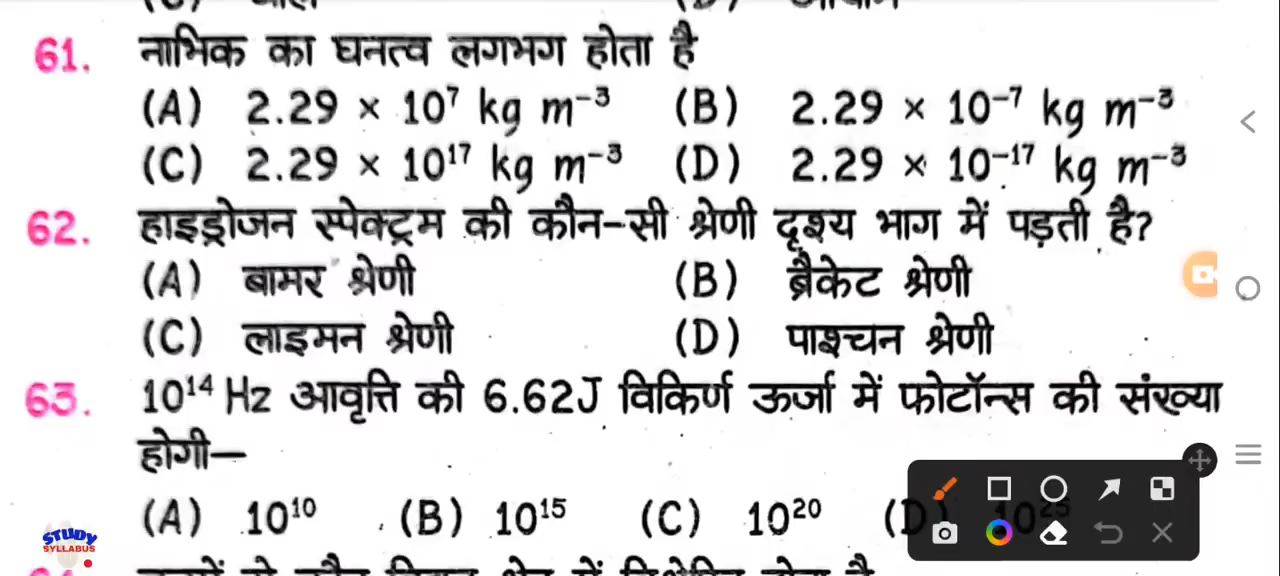 61. नाभिक का घनत्व लगभग होता है
(A) 2.29 × 10⁷ kg m⁻³ (B) 2.29 × 10⁻⁷ kg m⁻³
(C) 2.29 × 10¹⁷ kg m⁻³ (D) 2.29 × 10⁻¹⁷ kg m⁻³
62. हाइड्रोजन स्पेक्ट्रम की कौन-सी श्रेणी दृश्य भाग में पड़ती है?
(A) बामर श्रेणी (B) ब्रैकेट श्रेणी
(C) लाइमन श्रेणी (D) पाश्चन श्रेणी
63. 10¹⁴ Hz आवृत्ति की 6.62J विकिर्ण ऊर्जा में फोटॉन्स की संख्या
होगी—
(A) 10¹⁰ (B) 10¹⁵ (C) 10²⁰ (D) 10²⁵
STUDY
SYLLABUS